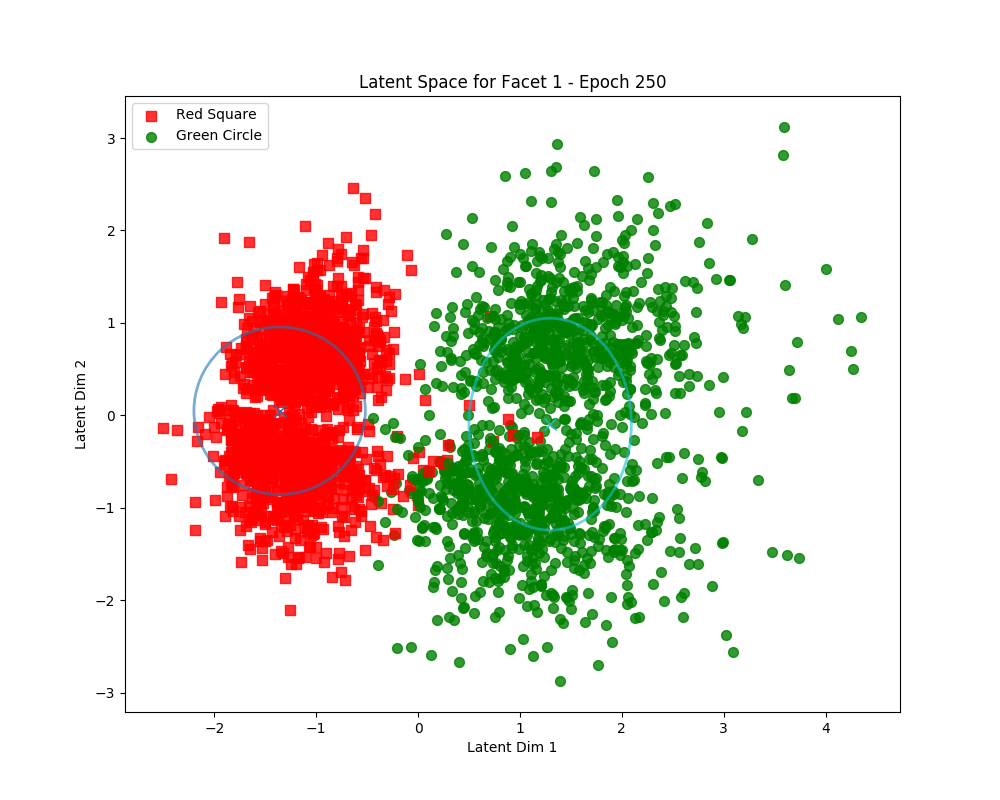 Latent Space for Facet 1 - Epoch 250
Red Square
Green Circle
3
2
1
0
−1
−2
−3
Latent Dim 2
−2 −1 0 1 2 3 4
Latent Dim 1